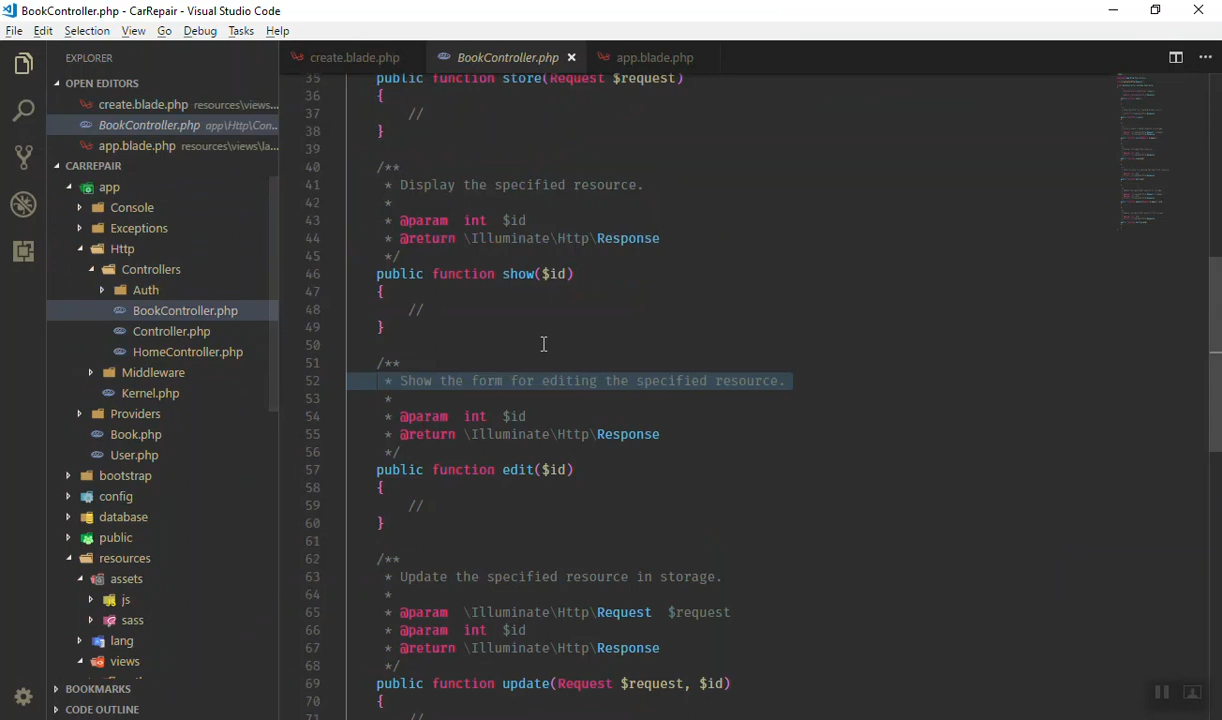 BookController.php - CarRepair - Visual Studio Code
File Edit Selection View Go Debug Tasks Help
EXPLORER
create.blade.php BookController.php × app.blade.php
OPEN EDITORS
create.blade.php resources\views...
BookController.php app\Http\Con...
app.blade.php resources\views\la...
CARREPAIR
app
Console
Exceptions
Http
Controllers
Auth
BookController.php
Controller.php
HomeController.php
Middleware
Kernel.php
Providers
Book.php
User.php
bootstrap
config
database
public
resources
assets
js
sass
lang
views
BOOKMARKS
CODE OUTLINE
35 public function store(Request $request)
36 {
37 //
38 }
39
40 /**
41 * Display the specified resource.
42 *
43 * @param  int  $id
44 * @return \Illuminate\Http\Response
45 */
46 public function show($id)
47 {
48 //
49 }
50
51 /**
52 * Show the form for editing the specified resource.
53 *
54 * @param  int  $id
55 * @return \Illuminate\Http\Response
56 */
57 public function edit($id)
58 {
59 //
60 }
61
62 /**
63 * Update the specified resource in storage.
64 *
65 * @param  \Illuminate\Http\Request  $request
66 * @param  int  $id
67 * @return \Illuminate\Http\Response
68 */
69 public function update(Request $request, $id)
70 {
71 //